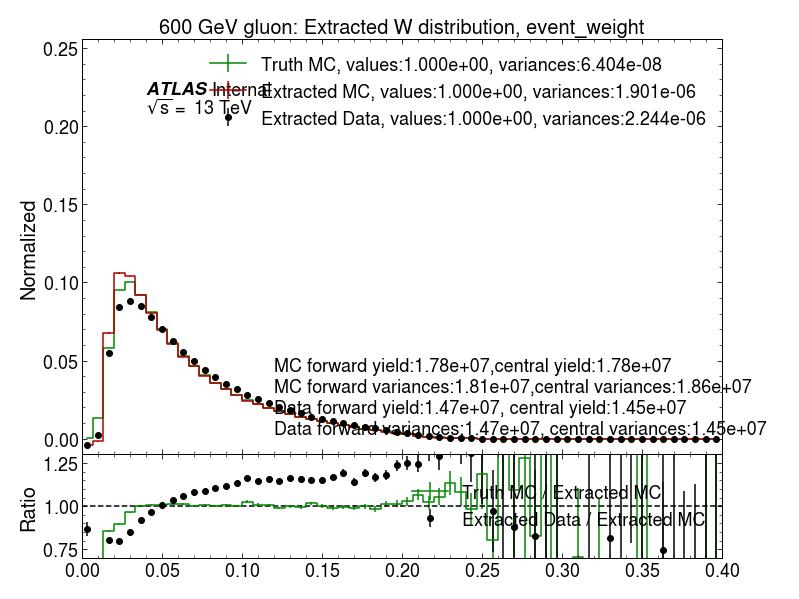 600 GeV gluon: Extracted W distribution, event_weight
Truth MC, values:1.000e+00, variances:6.404e-08
ATLAS Internal
Extracted MC, values:1.000e+00, variances:1.901e-06
√s = 13 TeV
Extracted Data, values:1.000e+00, variances:2.244e-06
Normalized
0.25
0.20
0.15
0.10
0.05
0.00
MC forward yield:1.78e+07,central yield:1.78e+07
MC forward variances:1.81e+07,central variances:1.86e+07
Data forward yield:1.47e+07, central yield:1.45e+07
Data forward variances:1.47e+07, central variances:1.45e+07
Ratio
1.25
1.00
0.75
Truth MC / Extracted MC
Extracted Data / Extracted MC
0.00 0.05 0.10 0.15 0.20 0.25 0.30 0.35 0.40